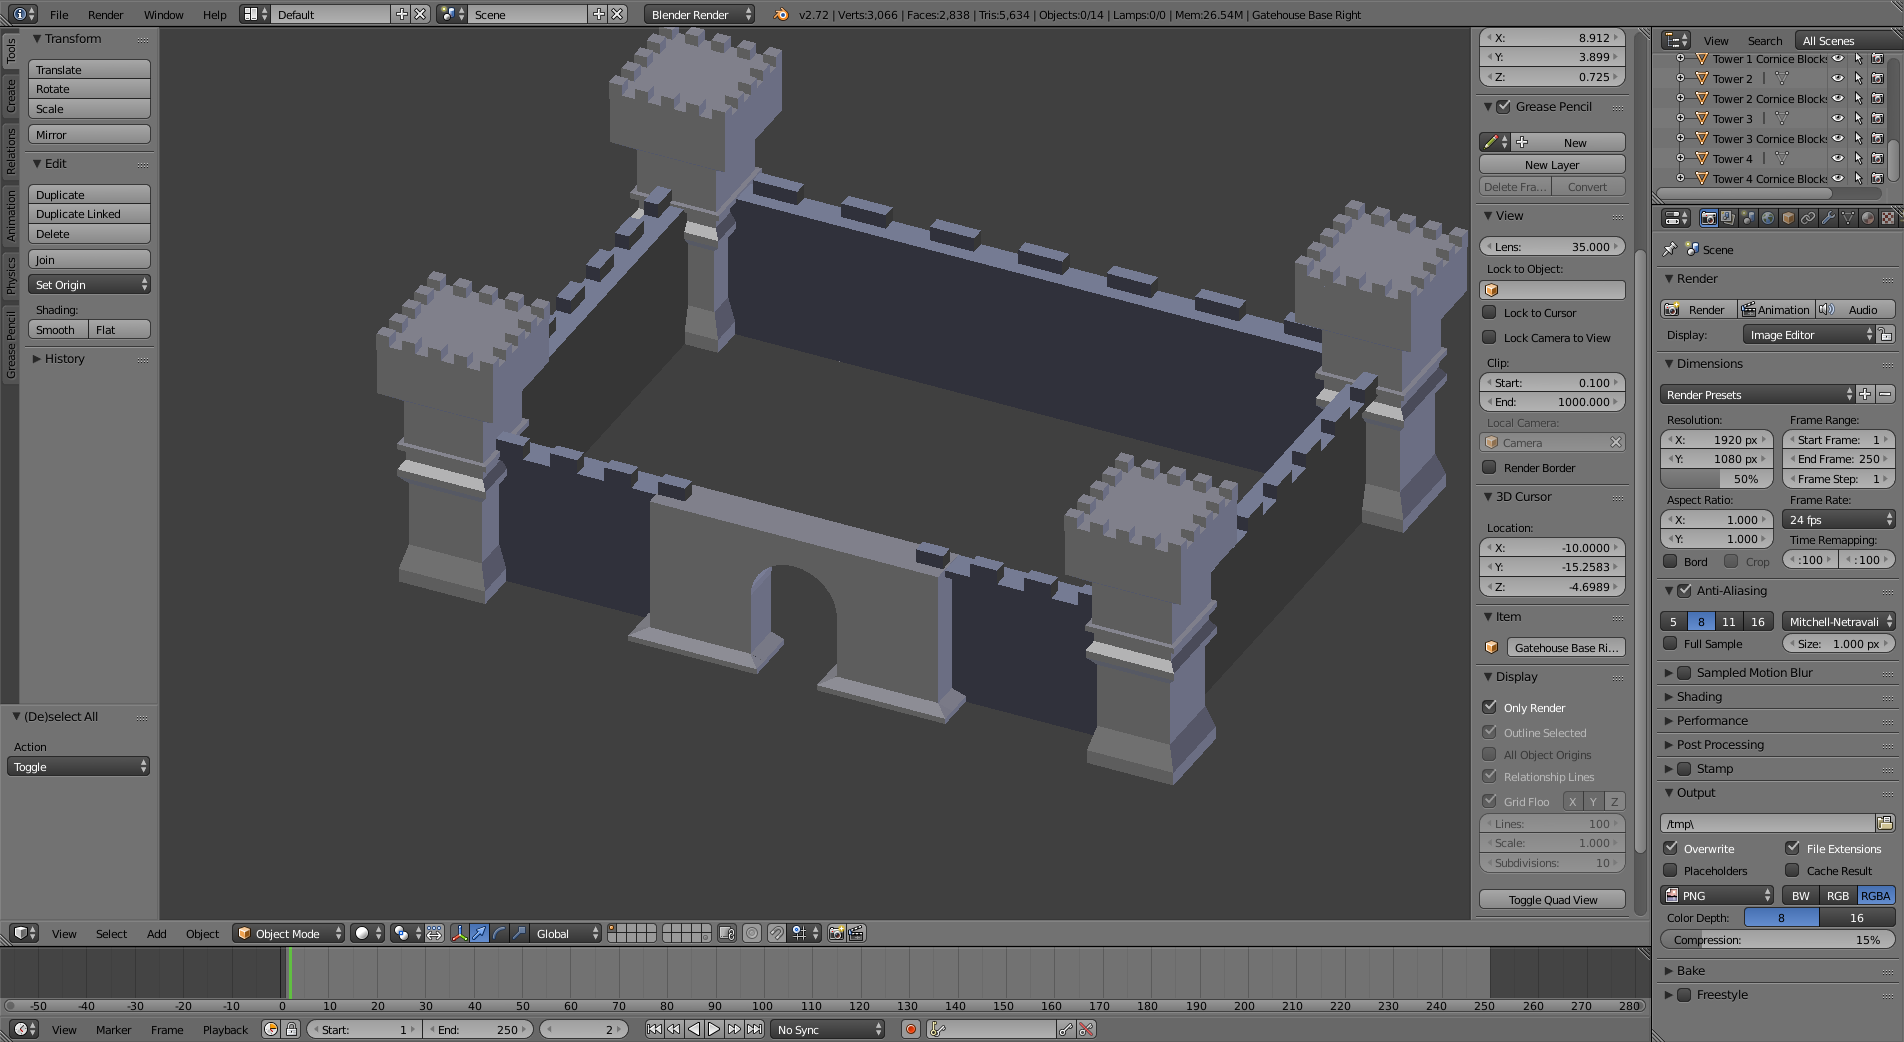 File Render Window Help Default Scene Blender Render v2.72 | Verts:3,066 | Faces:2,838 | Tris:5,634 | Objects:0/14 | Lamps:0/0 | Mem:26.54M | Gatehouse Base Right
Tools
Create
Relations
Animation
Physics
Grease Pencil
Transform
Translate
Rotate
Scale
Mirror
Edit
Duplicate
Duplicate Linked
Delete
Join
Set Origin
Shading:
Smooth Flat
History
(De)select All
Action
Toggle
X: 8.912
Y: 3.899
Z: 0.725
Grease Pencil
New
New Layer
Delete Fra... Convert
View
Lens: 35.000
Lock to Object:
Lock to Cursor
Lock Camera to View
Clip:
Start: 0.100
End: 1000.000
Local Camera:
Camera
Render Border
3D Cursor
Location:
X: -10.0000
Y: -15.2583
Z: -4.6989
Item
Gatehouse Base Ri...
Display
Only Render
Outline Selected
All Object Origins
Relationship Lines
Grid Floo X Y Z
Lines: 100
Scale: 1.000
Subdivisions: 10
Toggle Quad View
View Search All Scenes
Tower 1 Cornice Block
Tower 2
Tower 2 Cornice Block
Tower 3
Tower 3 Cornice Block
Tower 4
Tower 4 Cornice Block
Scene
Render
Render Animation Audio
Display: Image Editor
Dimensions
Render Presets
Resolution: Frame Range:
X: 1920 px Start Frame: 1
Y: 1080 px End Frame: 250
50% Frame Step: 1
Aspect Ratio: Frame Rate:
X: 1.000 24 fps
Y: 1.000 Time Remapping:
Bord Crop :100 :100
Anti-Aliasing
5 8 11 16 Mitchell-Netravali
Full Sample Size: 1.000 px
Sampled Motion Blur
Shading
Performance
Post Processing
Stamp
Output
/tmp\
Overwrite File Extensions
Placeholders Cache Result
PNG BW RGB RGBA
Color Depth: 8 16
Compression: 15%
Bake
Freestyle
View Select Add Object Object Mode Global
-50 -40 -30 -20 -10 0 10 20 30 40 50 60 70 80 90 100 110 120 130 140 150 160 170 180 190 200 210 220 230 240 250 260 270 280
View Marker Frame Playback Start: 1 End: 250 2 No Sync